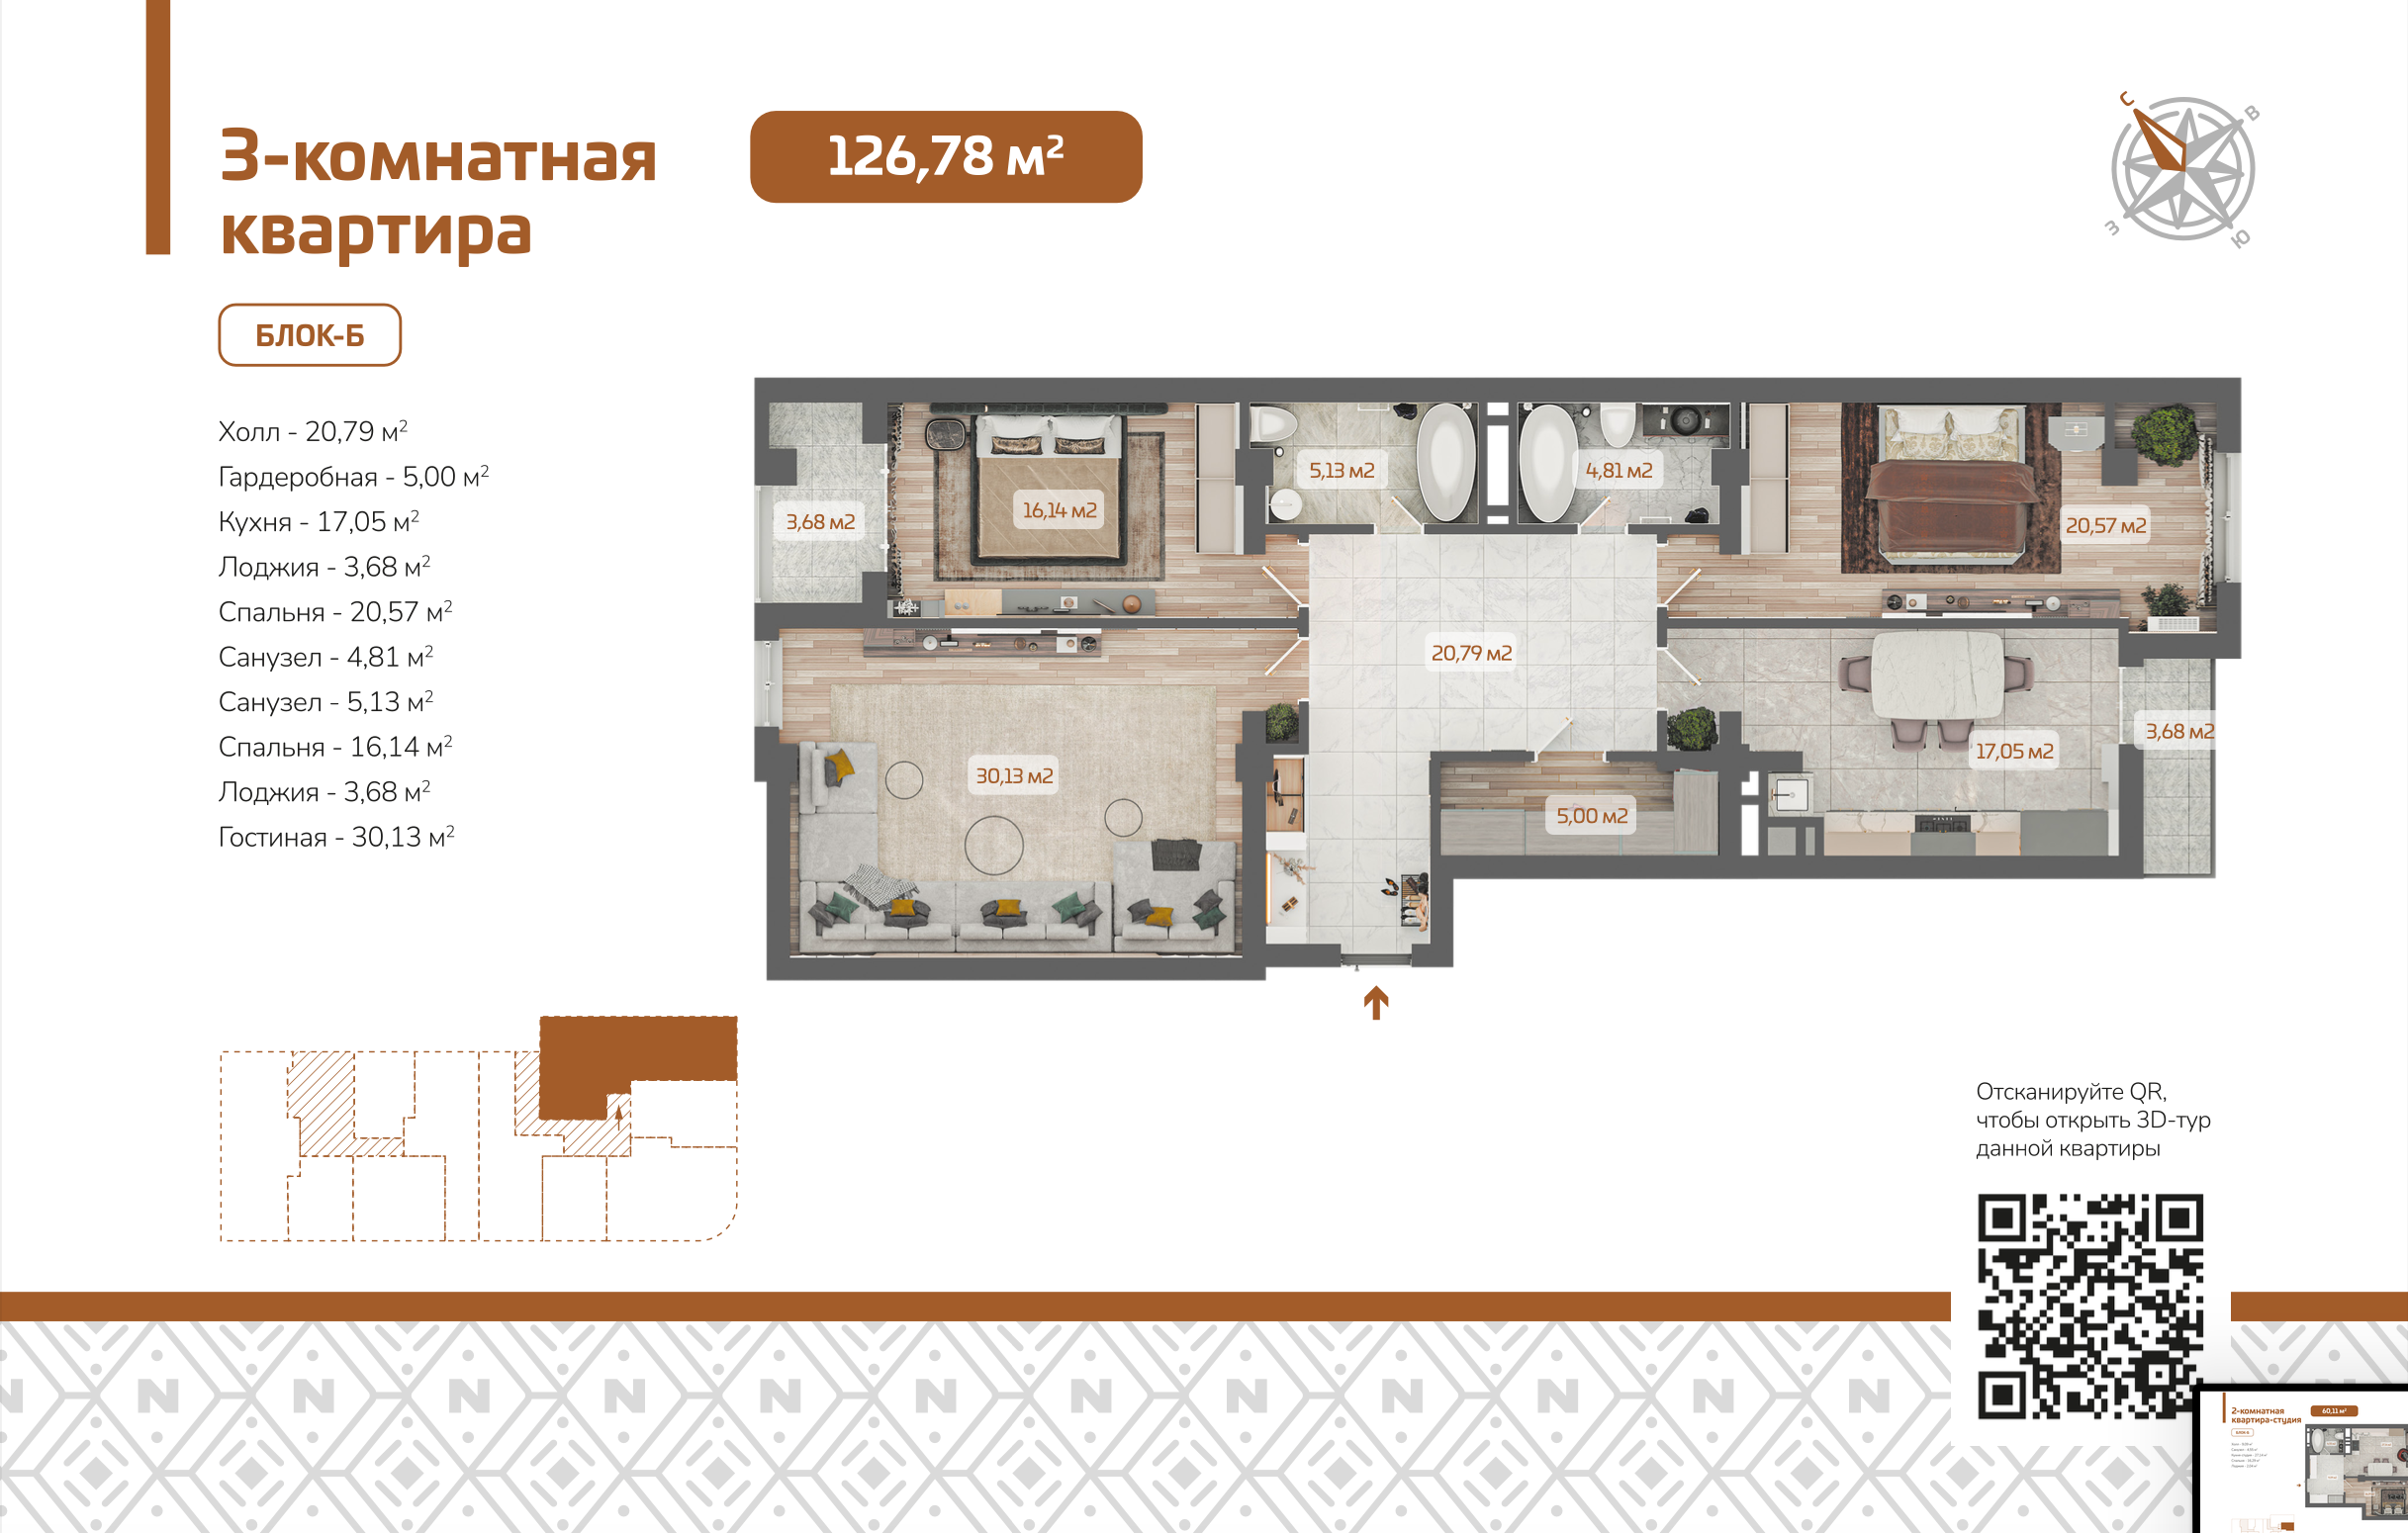 3-комнатная
квартира
126,78 м²
С
В
З
Ю
БЛОК-Б
Холл - 20,79 м²
Гардеробная - 5,00 м²
Кухня - 17,05 м²
Лоджия - 3,68 м²
Спальня - 20,57 м²
Санузел - 4,81 м²
Санузел - 5,13 м²
Спальня - 16,14 м²
Лоджия - 3,68 м²
Гостиная - 30,13 м²
3,68 м2
16,14 м2
5,13 м2
4,81 м2
20,57 м2
20,79 м2
30,13 м2
5,00 м2
17,05 м2
3,68 м2
Отсканируйте QR,
чтобы открыть 3D-тур
данной квартиры
N N N N N N N N N N N N N
2-комнатная
квартира-студия
60,11 м²